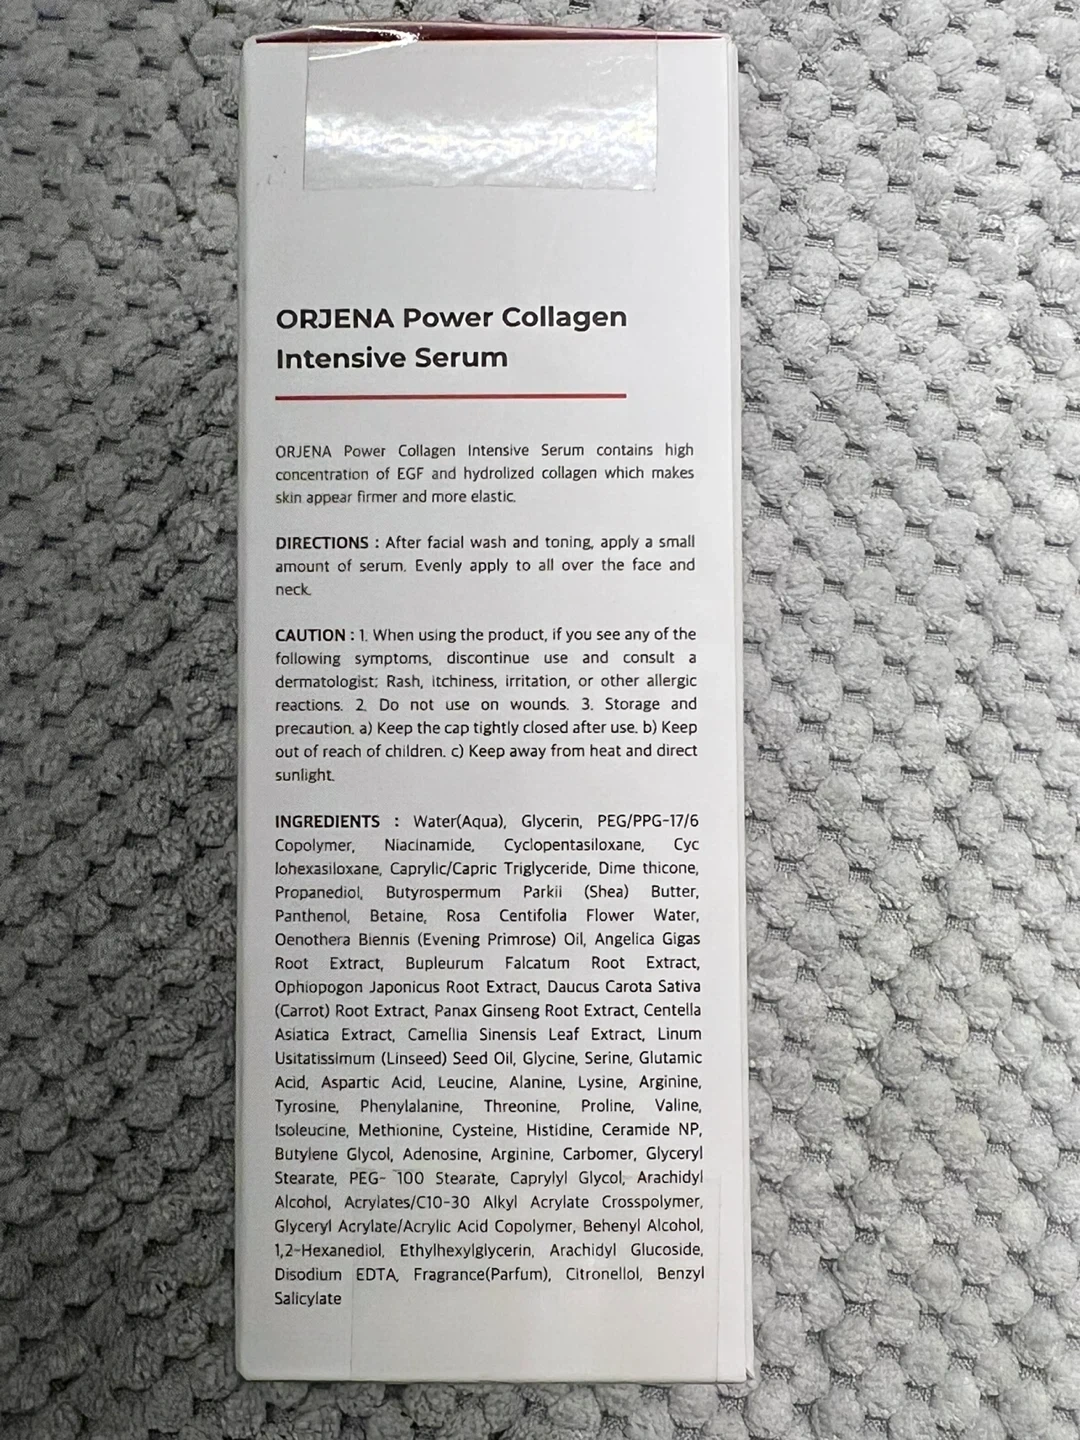 ORJENA Power Collagen
Intensive Serum
ORJENA Power Collagen Intensive Serum contains high
concentration of EGF and hydrolized collagen which makes
skin appear firmer and more elastic.
DIRECTIONS : After facial wash and toning, apply a small
amount of serum. Evenly apply to all over the face and
neck.
CAUTION : 1. When using the product, if you see any of the
following symptoms, discontinue use and consult a
dermatologist; Rash, itchiness, irritation, or other allergic
reactions. 2. Do not use on wounds. 3. Storage and
precaution. a) Keep the cap tightly closed after use. b) Keep
out of reach of children. c) Keep away from heat and direct
sunlight.
INGREDIENTS : Water(Aqua), Glycerin, PEG/PPG-17/6
Copolymer, Niacinamide, Cyclopentasiloxane, Cyc
lohexasiloxane, Caprylic/Capric Triglyceride, Dime thicone,
Propanediol, Butyrospermum Parkii (Shea) Butter,
Panthenol, Betaine, Rosa Centifolia Flower Water,
Oenothera Biennis (Evening Primrose) Oil, Angelica Gigas
Root Extract, Bupleurum Falcatum Root Extract,
Ophiopogon Japonicus Root Extract, Daucus Carota Sativa
(Carrot) Root Extract, Panax Ginseng Root Extract, Centella
Asiatica Extract, Camellia Sinensis Leaf Extract, Linum
Usitatissimum (Linseed) Seed Oil, Glycine, Serine, Glutamic
Acid, Aspartic Acid, Leucine, Alanine, Lysine, Arginine,
Tyrosine, Phenylalanine, Threonine, Proline, Valine,
Isoleucine, Methionine, Cysteine, Histidine, Ceramide NP,
Butylene Glycol, Adenosine, Arginine, Carbomer, Glyceryl
Stearate, PEG- 100 Stearate, Caprylyl Glycol, Arachidyl
Alcohol, Acrylates/C10-30 Alkyl Acrylate Crosspolymer,
Glyceryl Acrylate/Acrylic Acid Copolymer, Behenyl Alcohol,
1,2-Hexanediol, Ethylhexylglycerin, Arachidyl Glucoside,
Disodium EDTA, Fragrance(Parfum), Citronellol, Benzyl
Salicylate